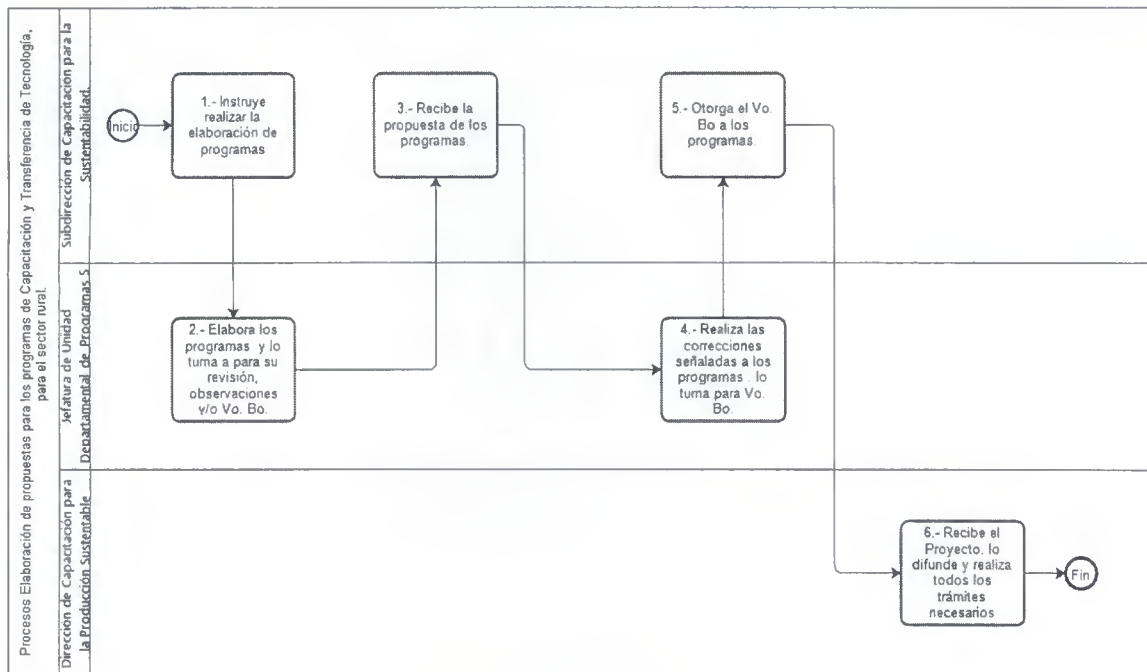 Procesos Elaboración de propuestas para los programas de Capacitación y Transferencia de Tecnología,
para el sector rural.
Subdirección de Capacitación para la
Sustentabilidad.
Inicio
1.- Instruye
realizar la
elaboración de
programas
3.- Recibe la
propuesta de los
programas.
5.- Otorga el Vo.
Bo a los
programas.
Jefatura de Unidad
Departamental de Programas S
2.- Elabora los
programas y lo
turna a para su
revisión,
observaciones
y/o Vo. Bo.
4.- Realiza las
correcciones
señaladas a los
programas . lo
turna para Vo.
Bo.
Dirección de Capacitación para
la Producción Sustentable
6.- Recibe el
Proyecto, lo
difunde y realiza
todos los
trámites
necesarios
Fin